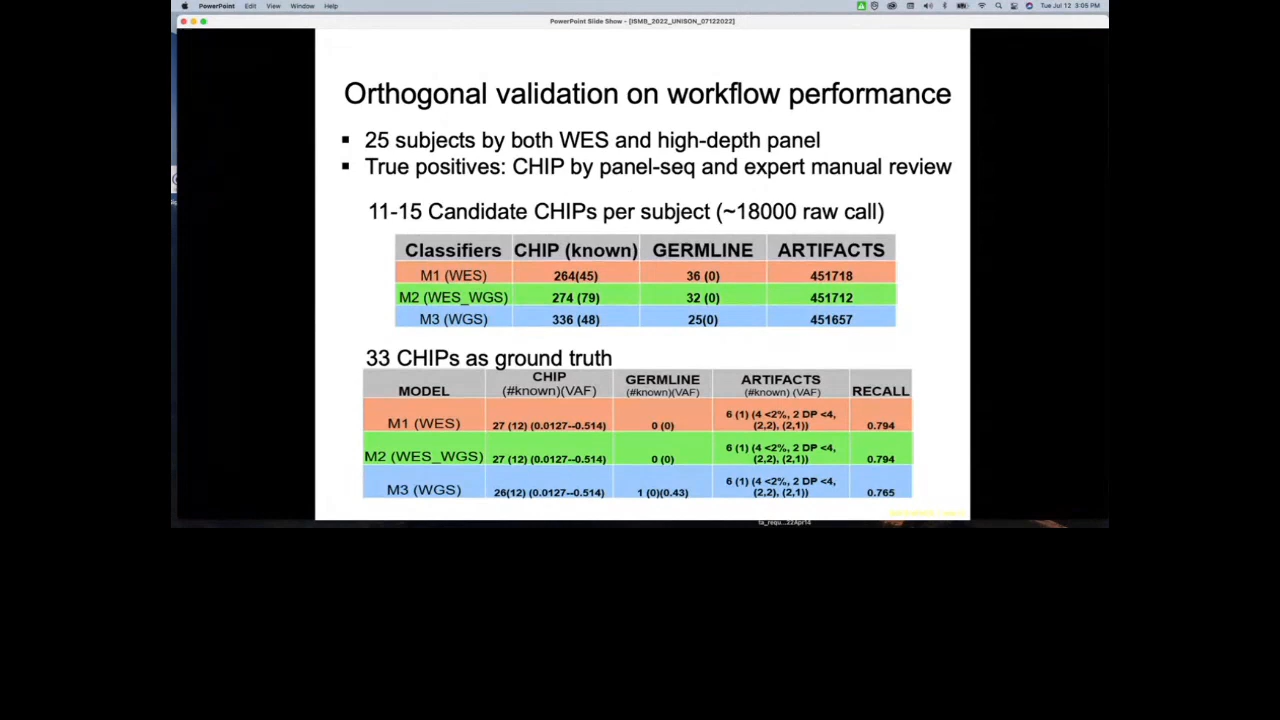 PowerPoint Edit View Window Help Tue Jul 12 3:05 PM
PowerPoint Slide Show - [ISMB_2022_UNISON_07122022]
Orthogonal validation on workflow performance
▪ 25 subjects by both WES and high-depth panel
▪ True positives: CHIP by panel-seq and expert manual review
11-15 Candidate CHIPs per subject (~18000 raw call)
Classifiers CHIP (known) GERMLINE ARTIFACTS
M1 (WES) 264(45) 36 (0) 451718
M2 (WES_WGS) 274 (79) 32 (0) 451712
M3 (WGS) 336 (48) 25(0) 451657
33 CHIPs as ground truth
MODEL CHIP (#known)(VAF) GERMLINE (#known)(VAF) ARTIFACTS (#known) (VAF) RECALL
M1 (WES) 27 (12) (0.0127--0.514) 0 (0) 6 (1) (4 <2%, 2 DP <4, (2,2), (2,1)) 0.794
M2 (WES_WGS) 27 (12) (0.0127--0.514) 0 (0) 6 (1) (4 <2%, 2 DP <4, (2,2), (2,1)) 0.794
M3 (WGS) 26(12) (0.0127--0.514) 1 (0)(0.43) 6 (1) (4 <2%, 2 DP <4, (2,2), (2,1)) 0.765
ta_requ...22Apr14